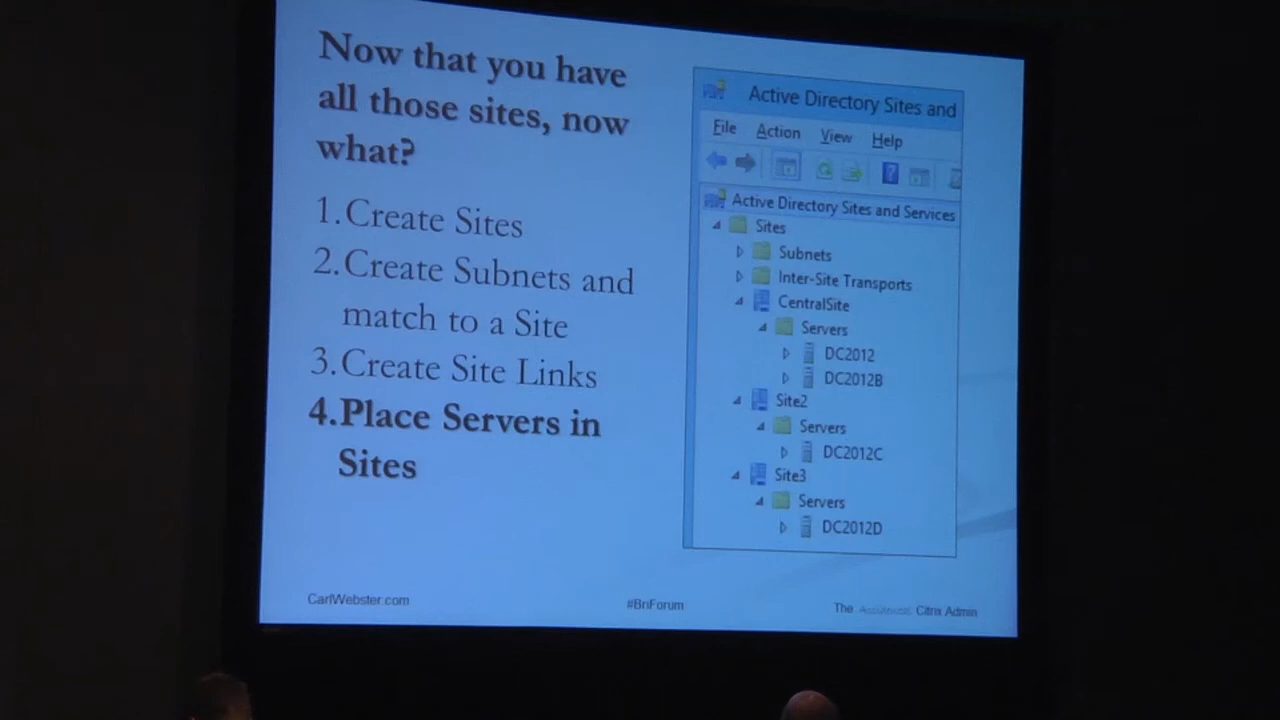 Now that you have
all those sites, now
what?
1. Create Sites
2. Create Subnets and
match to a Site
3. Create Site Links
4. Place Servers in
Sites
Active Directory Sites and
File Action View Help
Active Directory Sites and Services
Sites
Subnets
Inter-Site Transports
CentralSite
Servers
DC2012
DC2012B
Site2
Servers
DC2012C
Site3
Servers
DC2012D
CarlWebster.com
#BriForum
The Citrix Admin